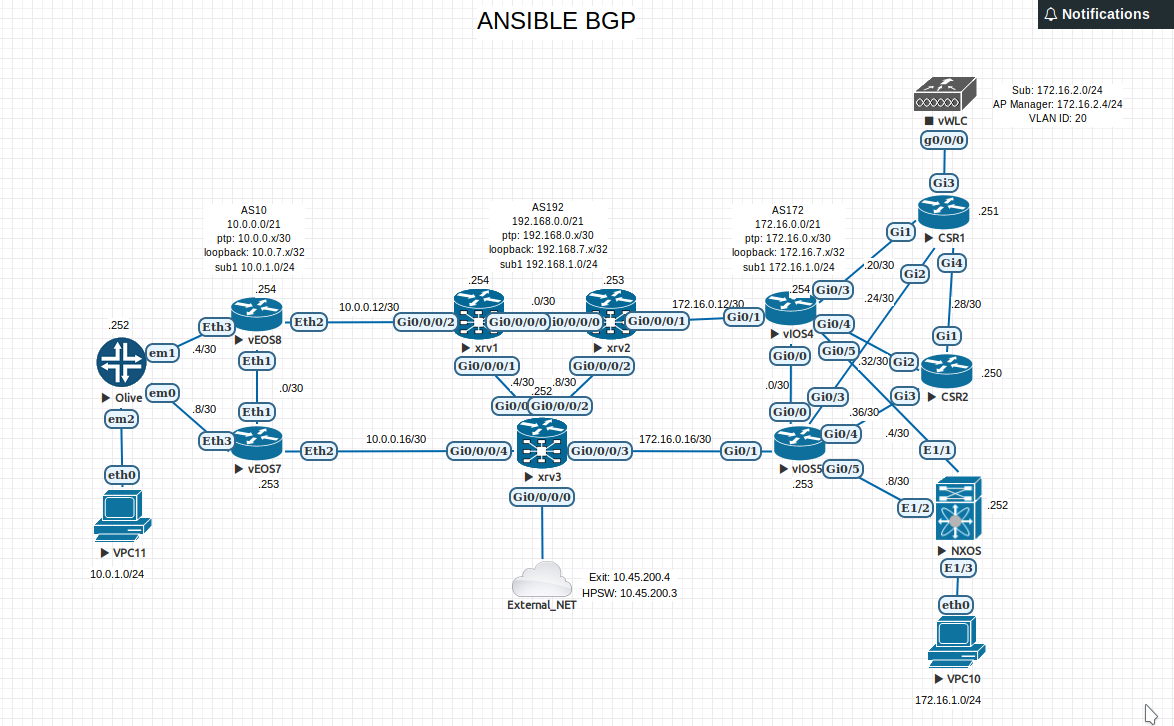 ANSIBLE BGP
Notifications
Sub: 172.16.2.0/24
AP Manager: 172.16.2.4/24
VLAN ID: 20
vWLC
g0/0/0
Gi3
.251
CSR1
Gi1
Gi2
Gi4
.20/30
.24/30
.28/30
AS10
10.0.0.0/21
ptp: 10.0.0.x/30
loopback: 10.0.7.x/32
sub1 10.0.1.0/24
AS192
192.168.0.0/21
ptp: 192.168.0.x/30
loopback: 192.168.7.x/32
sub1 192.168.1.0/24
AS172
172.16.0.0/21
ptp: 172.16.0.x/30
loopback: 172.16.7.x/32
sub1 172.16.1.0/24
.254
.254
.253
.254
Gi0/3
10.0.0.12/30
.0/30
172.16.0.12/30
.252
Eth3
Eth2
Gi0/0/0/2
Gi0/0/0/0
i0/0/0/0
Gi0/0/0/1
Gi0/1
Gi0/4
vEOS8
xrv1
xrv2
vIOS4
Gi1
em1
.4/30
Eth1
Gi0/0/0/1
Gi0/0/0/2
Gi0/0
Gi0/5
.32/30
Gi2
.250
CSR2
Olive
em0
.0/30
.4/30
.8/30
.252
.0/30
Gi0/3
Gi3
em2
.8/30
Eth1
Gi0/0
Gi0/0/0/2
Gi0/0
.36/30
Eth3
Eth2
10.0.0.16/30
Gi0/0/0/4
Gi0/0/0/3
172.16.0.16/30
Gi0/1
Gi0/4
.4/30
E1/1
vEOS7
.253
xrv3
vIOS5
.253
Gi0/5
.8/30
eth0
Gi0/0/0/0
E1/2
.252
VPC11
10.0.1.0/24
NXOS
E1/3
Exit: 10.45.200.4
HPSW: 10.45.200.3
External_NET
eth0
VPC10
172.16.1.0/24